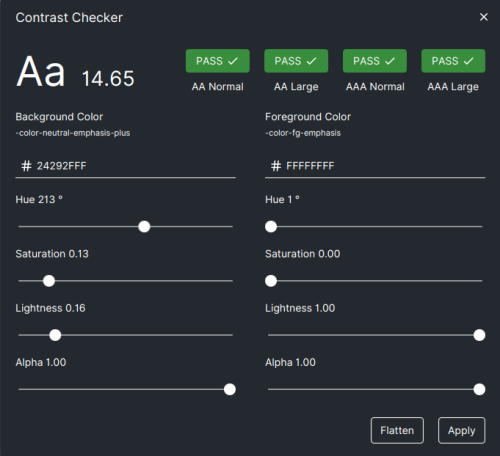 Contrast Checker
Aa 14.65
PASS PASS PASS PASS
AA Normal AA Large AAA Normal AAA Large
Background Color Foreground Color
-color-neutral-emphasis-plus -color-fg-emphasis
# 24292FFF # FFFFFFFF
Hue 213 ° Hue 1 °
Saturation 0.13 Saturation 0.00
Lightness 0.16 Lightness 1.00
Alpha 1.00 Alpha 1.00
Flatten Apply